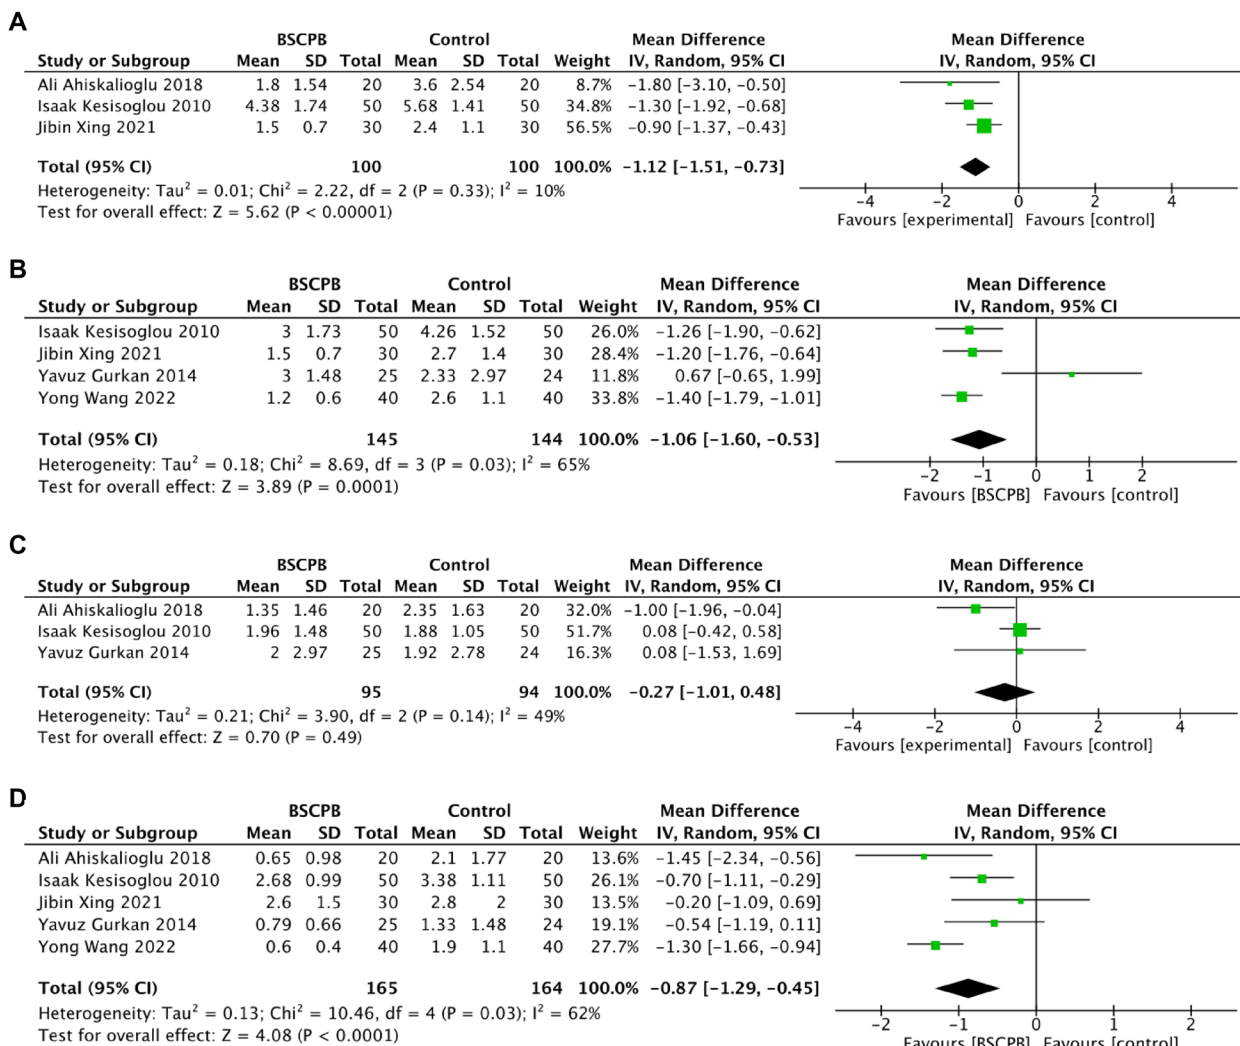 A
BSCPB Control Mean Difference Mean Difference
Study or Subgroup Mean SD Total Mean SD Total Weight IV, Random, 95% CI IV, Random, 95% CI
Ali Ahiskalioglu 2018 1.8 1.54 20 3.6 2.54 20 8.7% −1.80 [−3.10, −0.50]
Isaak Kesisoglou 2010 4.38 1.74 50 5.68 1.41 50 34.8% −1.30 [−1.92, −0.68]
Jibin Xing 2021 1.5 0.7 30 2.4 1.1 30 56.5% −0.90 [−1.37, −0.43]
Total (95% CI) 100 100 100.0% −1.12 [−1.51, −0.73]
Heterogeneity: Tau² = 0.01; Chi² = 2.22, df = 2 (P = 0.33); I² = 10%
Test for overall effect: Z = 5.62 (P < 0.00001)
−4 −2 0 2 4
Favours [experimental] Favours [control]
B
BSCPB Control Mean Difference Mean Difference
Study or Subgroup Mean SD Total Mean SD Total Weight IV, Random, 95% CI IV, Random, 95% CI
Isaak Kesisoglou 2010 3 1.73 50 4.26 1.52 50 26.0% −1.26 [−1.90, −0.62]
Jibin Xing 2021 1.5 0.7 30 2.7 1.4 30 28.4% −1.20 [−1.76, −0.64]
Yavuz Gurkan 2014 3 1.48 25 2.33 2.97 24 11.8% 0.67 [−0.65, 1.99]
Yong Wang 2022 1.2 0.6 40 2.6 1.1 40 33.8% −1.40 [−1.79, −1.01]
Total (95% CI) 145 144 100.0% −1.06 [−1.60, −0.53]
Heterogeneity: Tau² = 0.18; Chi² = 8.69, df = 3 (P = 0.03); I² = 65%
Test for overall effect: Z = 3.89 (P = 0.0001)
−2 −1 0 1 2
Favours [BSCPB] Favours [control]
C
BSCPB Control Mean Difference Mean Difference
Study or Subgroup Mean SD Total Mean SD Total Weight IV, Random, 95% CI IV, Random, 95% CI
Ali Ahiskalioglu 2018 1.35 1.46 20 2.35 1.63 20 32.0% −1.00 [−1.96, −0.04]
Isaak Kesisoglou 2010 1.96 1.48 50 1.88 1.05 50 51.7% 0.08 [−0.42, 0.58]
Yavuz Gurkan 2014 2 2.97 25 1.92 2.78 24 16.3% 0.08 [−1.53, 1.69]
Total (95% CI) 95 94 100.0% −0.27 [−1.01, 0.48]
Heterogeneity: Tau² = 0.21; Chi² = 3.90, df = 2 (P = 0.14); I² = 49%
Test for overall effect: Z = 0.70 (P = 0.49)
−4 −2 0 2 4
Favours [experimental] Favours [control]
D
BSCPB Control Mean Difference Mean Difference
Study or Subgroup Mean SD Total Mean SD Total Weight IV, Random, 95% CI IV, Random, 95% CI
Ali Ahiskalioglu 2018 0.65 0.98 20 2.1 1.77 20 13.6% −1.45 [−2.34, −0.56]
Isaak Kesisoglou 2010 2.68 0.99 50 3.38 1.11 50 26.1% −0.70 [−1.11, −0.29]
Jibin Xing 2021 2.6 1.5 30 2.8 2 30 13.5% −0.20 [−1.09, 0.69]
Yavuz Gurkan 2014 0.79 0.66 25 1.33 1.48 24 19.1% −0.54 [−1.19, 0.11]
Yong Wang 2022 0.6 0.4 40 1.9 1.1 40 27.7% −1.30 [−1.66, −0.94]
Total (95% CI) 165 164 100.0% −0.87 [−1.29, −0.45]
Heterogeneity: Tau² = 0.13; Chi² = 10.46, df = 4 (P = 0.03); I² = 62%
Test for overall effect: Z = 4.08 (P < 0.0001)
−2 −1 0 1 2
Favours [BSCPB] Favours [control]